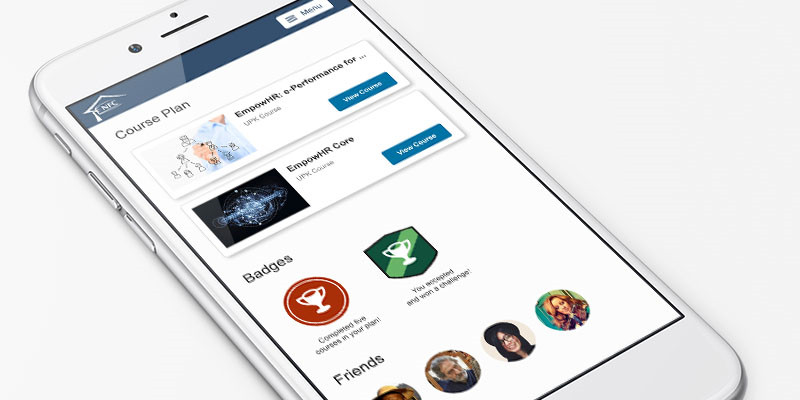 Menu
NFC
Course Plan
EmpowHR: e-Performance for ...
UPK Course
View Course
EmpowHR Core
UPK Course
View Course
Badges
Completed five
courses in your plan!
You accepted
and won a challenge!
Friends